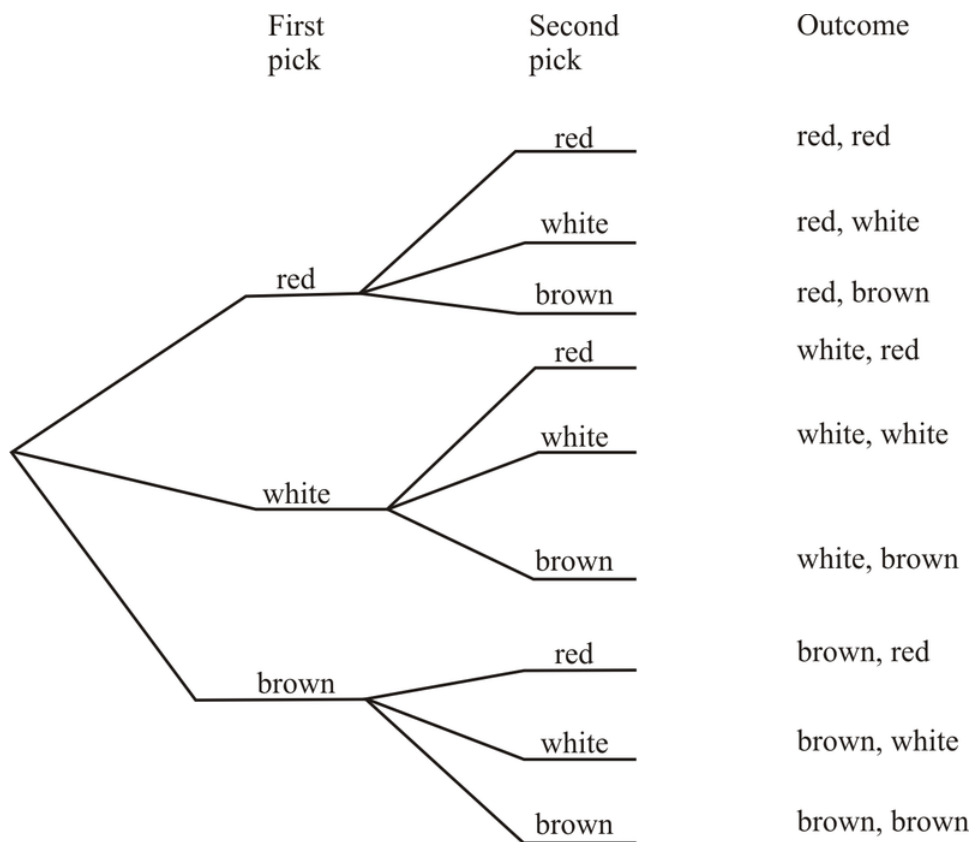 First pick
Second pick
Outcome
red
red, red
white
red, white
red
brown
red, brown
red
white, red
white
white, white
white
brown
white, brown
red
brown, red
brown
white
brown, white
brown
brown, brown